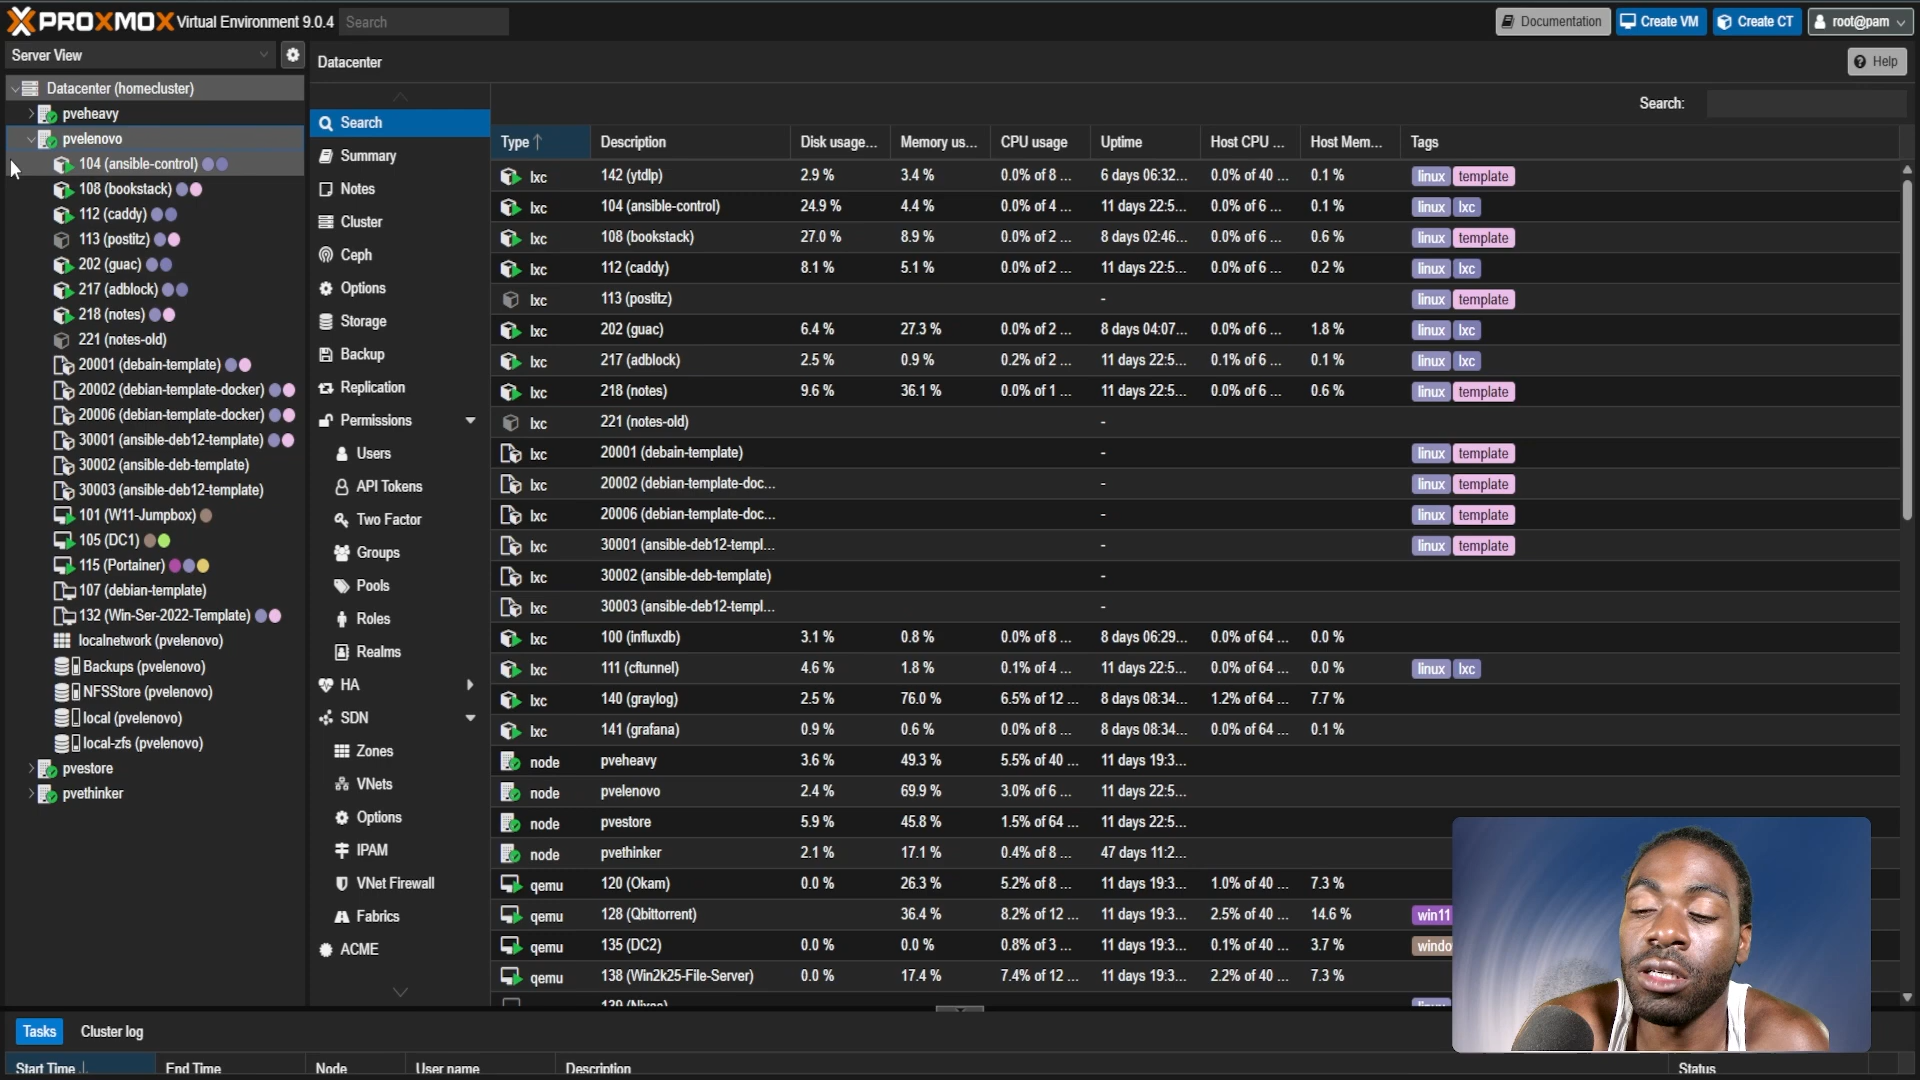 PROXMOX Virtual Environment 9.0.4 Search Documentation Create VM Create CT root@pam
Server View
Datacenter Help
Datacenter (homecluster)
pveheavy
pvelenovo
104 (ansible-control)
108 (bookstack)
112 (caddy)
113 (postitz)
202 (guac)
217 (adblock)
218 (notes)
221 (notes-old)
20001 (debain-template)
20002 (debian-template-docker)
20006 (debian-template-docker)
30001 (ansible-deb12-template)
30002 (ansible-deb-template)
30003 (ansible-deb12-template)
101 (W11-Jumpbox)
105 (DC1)
115 (Portainer)
107 (debian-template)
132 (Win-Ser-2022-Template)
localnetwork (pvelenovo)
Backups (pvelenovo)
NFSStore (pvelenovo)
local (pvelenovo)
local-zfs (pvelenovo)
pvestore
pvethinker
Search
Summary
Notes
Cluster
Ceph
Options
Storage
Backup
Replication
Permissions
Users
API Tokens
Two Factor
Groups
Pools
Roles
Realms
HA
SDN
Zones
VNets
Options
IPAM
VNet Firewall
Fabrics
ACME
Search:
Type Description Disk usage... Memory us... CPU usage Uptime Host CPU ... Host Mem... Tags
lxc 142 (ytdlp) 2.9 % 3.4 % 0.0% of 8 ... 6 days 06:32... 0.0% of 40 ... 0.1 % linux template
lxc 104 (ansible-control) 24.9 % 4.4 % 0.0% of 4 ... 11 days 22:5... 0.0% of 6 ... 0.1 % linux lxc
lxc 108 (bookstack) 27.0 % 8.9 % 0.0% of 2 ... 8 days 02:46... 0.0% of 6 ... 0.6 % linux template
lxc 112 (caddy) 8.1 % 5.1 % 0.0% of 2 ... 11 days 22:5... 0.0% of 6 ... 0.2 % linux lxc
lxc 113 (postitz) - linux template
lxc 202 (guac) 6.4 % 27.3 % 0.0% of 2 ... 8 days 04:07... 0.0% of 6 ... 1.8 % linux lxc
lxc 217 (adblock) 2.5 % 0.9 % 0.2% of 2 ... 11 days 22:5... 0.1% of 6 ... 0.1 % linux lxc
lxc 218 (notes) 9.6 % 36.1 % 0.0% of 1 ... 11 days 22:5... 0.0% of 6 ... 0.6 % linux template
lxc 221 (notes-old) -
lxc 20001 (debain-template) - linux template
lxc 20002 (debian-template-doc... - linux template
lxc 20006 (debian-template-doc... - linux template
lxc 30001 (ansible-deb12-templ... - linux template
lxc 30002 (ansible-deb-template) -
lxc 30003 (ansible-deb12-templ... -
lxc 100 (influxdb) 3.1 % 0.8 % 0.0% of 8 ... 8 days 06:29... 0.0% of 64 ... 0.0 %
lxc 111 (cftunnel) 4.6 % 1.8 % 0.1% of 4 ... 11 days 22:5... 0.0% of 64 ... 0.0 % linux lxc
lxc 140 (graylog) 2.5 % 76.0 % 6.5% of 12 ... 8 days 08:34... 1.2% of 64 ... 7.7 %
lxc 141 (grafana) 0.9 % 0.6 % 0.0% of 8 ... 8 days 08:34... 0.0% of 64 ... 0.1 %
node pveheavy 3.6 % 49.3 % 5.5% of 40 ... 11 days 19:3...
node pvelenovo 2.4 % 69.9 % 3.0% of 6 ... 11 days 22:5...
node pvestore 5.9 % 45.8 % 1.5% of 64 ... 11 days 22:5...
node pvethinker 2.1 % 17.1 % 0.4% of 8 ... 47 days 11:2...
qemu 120 (Okam) 0.0 % 26.3 % 5.2% of 8 ... 11 days 19:3... 1.0% of 40 ... 7.3 %
qemu 128 (Qbittorrent) 36.4 % 8.2% of 12 ... 11 days 19:3... 2.5% of 40 ... 14.6 % win11
qemu 135 (DC2) 0.0 % 0.0 % 0.8% of 3 ... 11 days 19:3... 0.1% of 40 ... 3.7 % windo
qemu 138 (Win2k25-File-Server) 0.0 % 17.4 % 7.4% of 12 ... 11 days 19:3... 2.2% of 40 ... 7.3 %
Tasks Cluster log
Start Time End Time Node User name Description Status